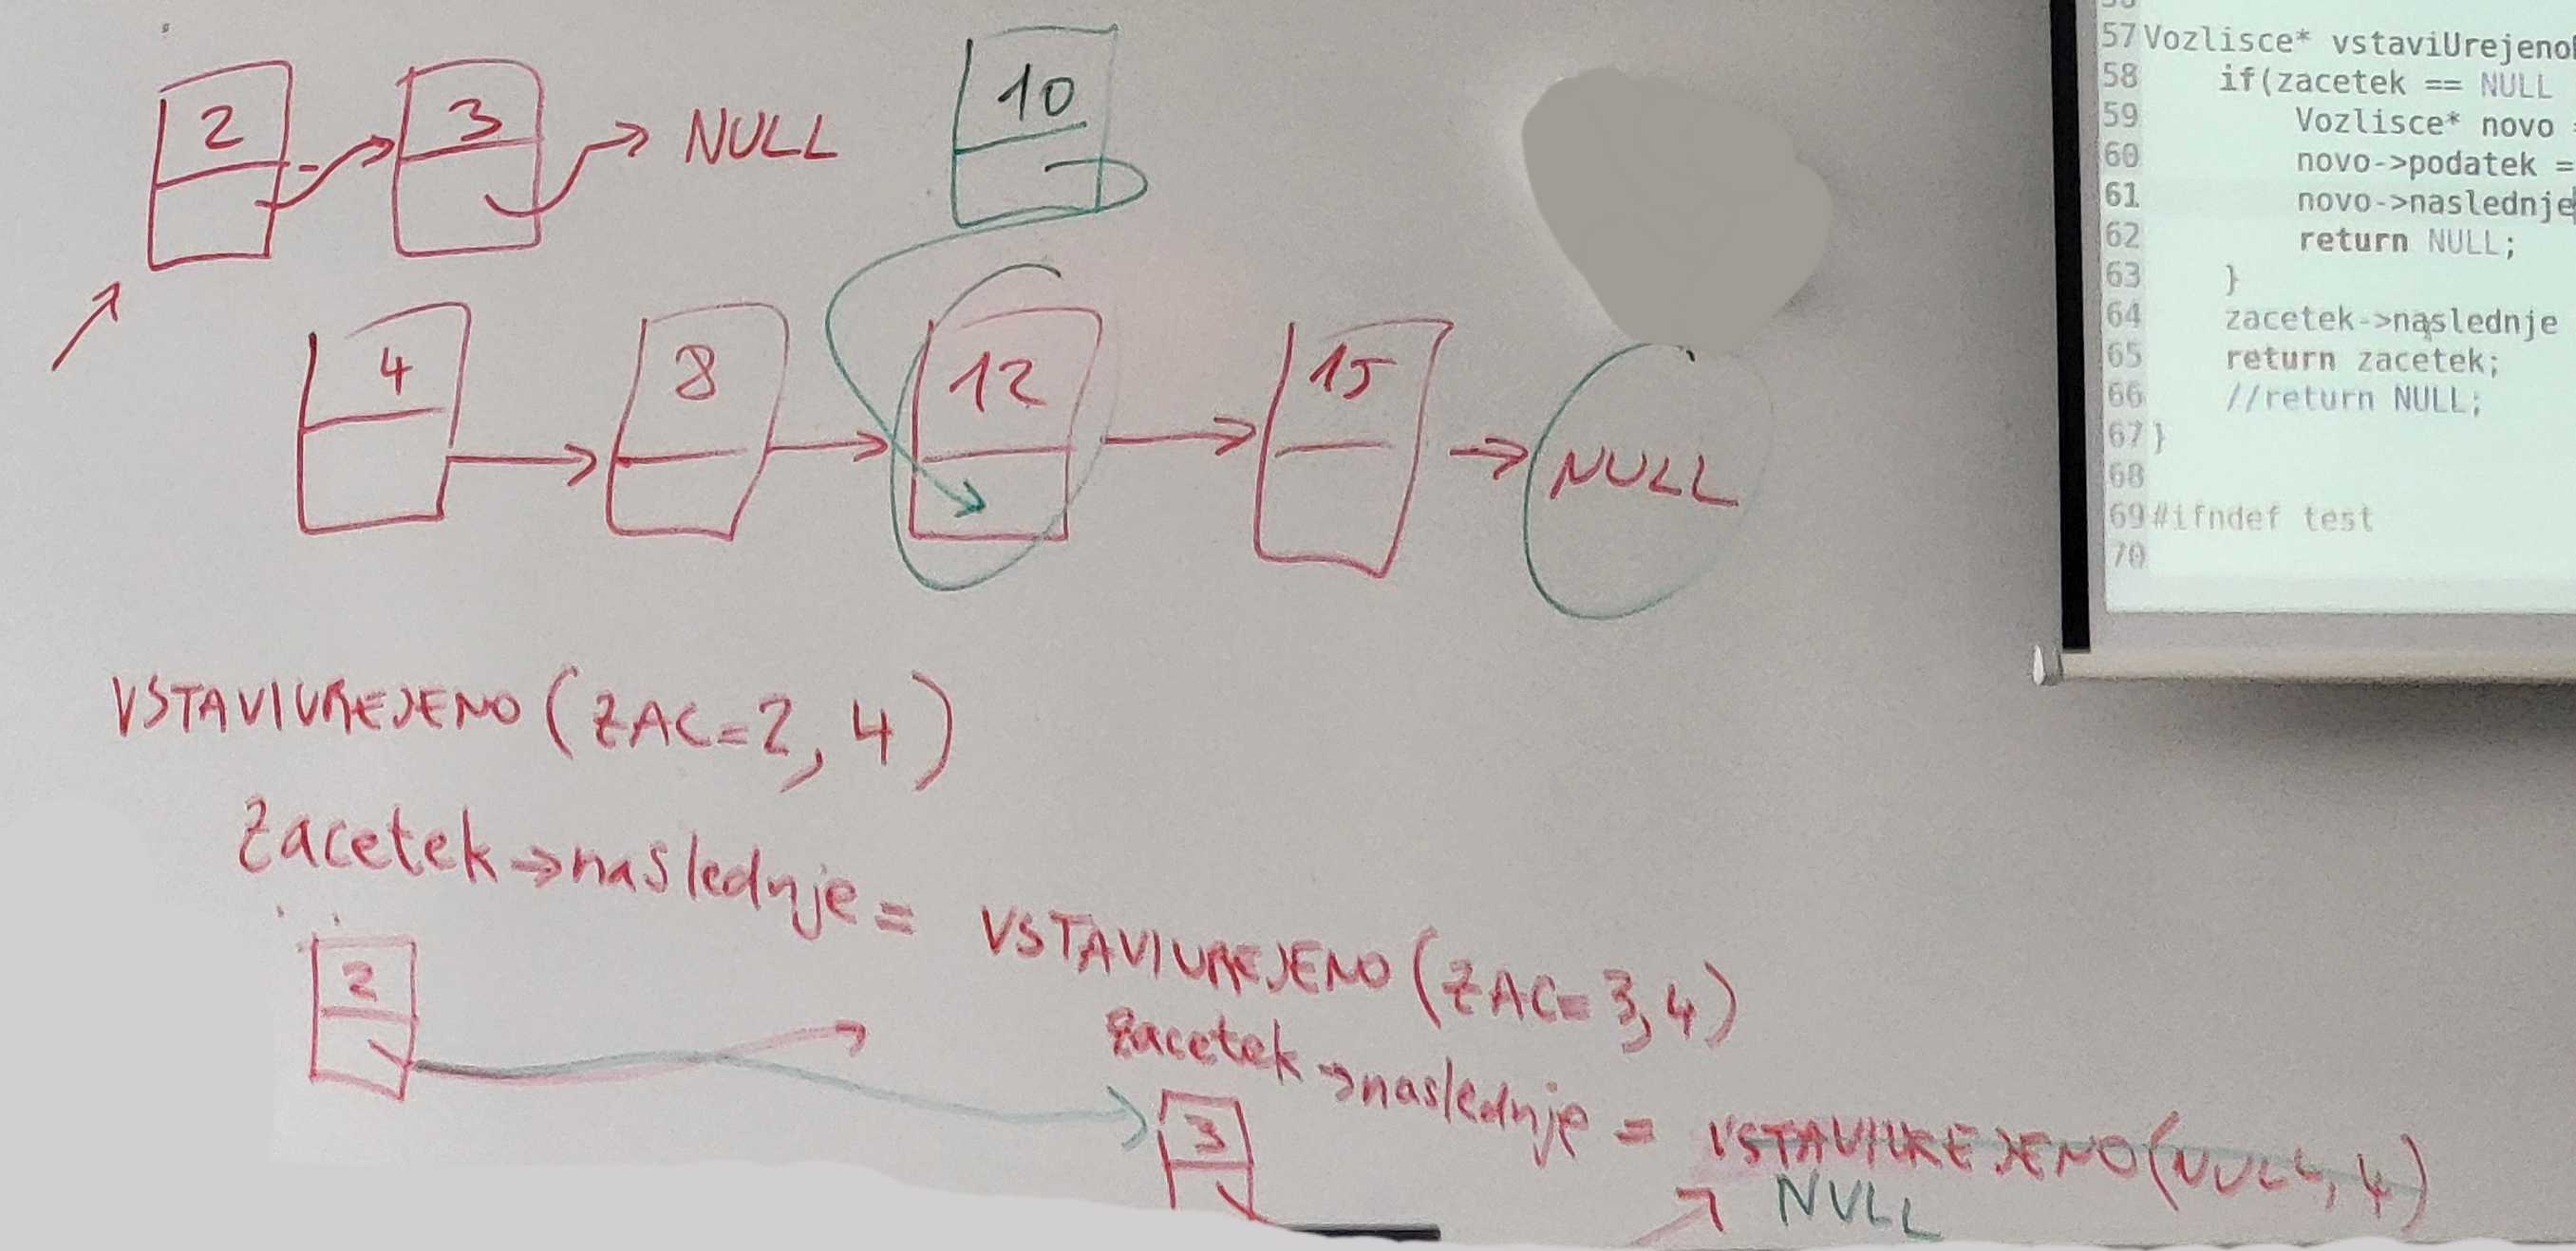 2 3 NULL 10
4 8 12 15 NULL
VSTAVIUREJENO (ZAC=2, 4)
Zacetek→naslednje = VSTAVIUREJENO (ZAC=3,4)
2
zacetek→naslednje = VSTAVIUREJENO(NULL, 4)
3
NULL
57 Vozlisce* vstaviUrejeno
58 if(zacetek == NULL
59 Vozlisce* novo =
60 novo->podatek =
61 novo->naslednje
62 return NULL;
63 }
64 zacetek->naslednje
65 return zacetek;
66 //return NULL;
67 }
68
69 #ifndef test
70